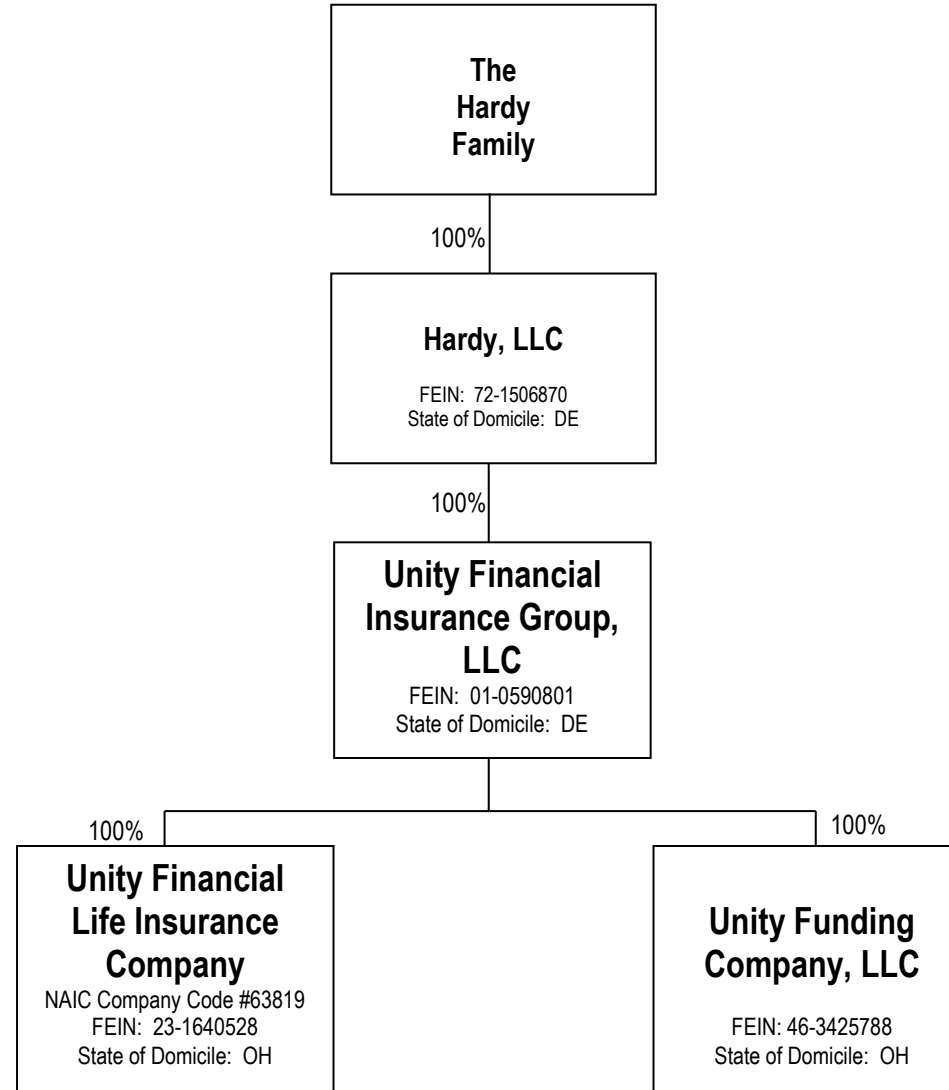 The
Hardy
Family
100%
Hardy, LLC
FEIN: 72-1506870
State of Domicile: DE
100%
Unity Financial
Insurance Group,
LLC
FEIN: 01-0590801
State of Domicile: DE
100%
Unity Financial
Life Insurance
Company
NAIC Company Code #63819
FEIN: 23-1640528
State of Domicile: OH
100%
Unity Funding
Company, LLC
FEIN: 46-3425788
State of Domicile: OH